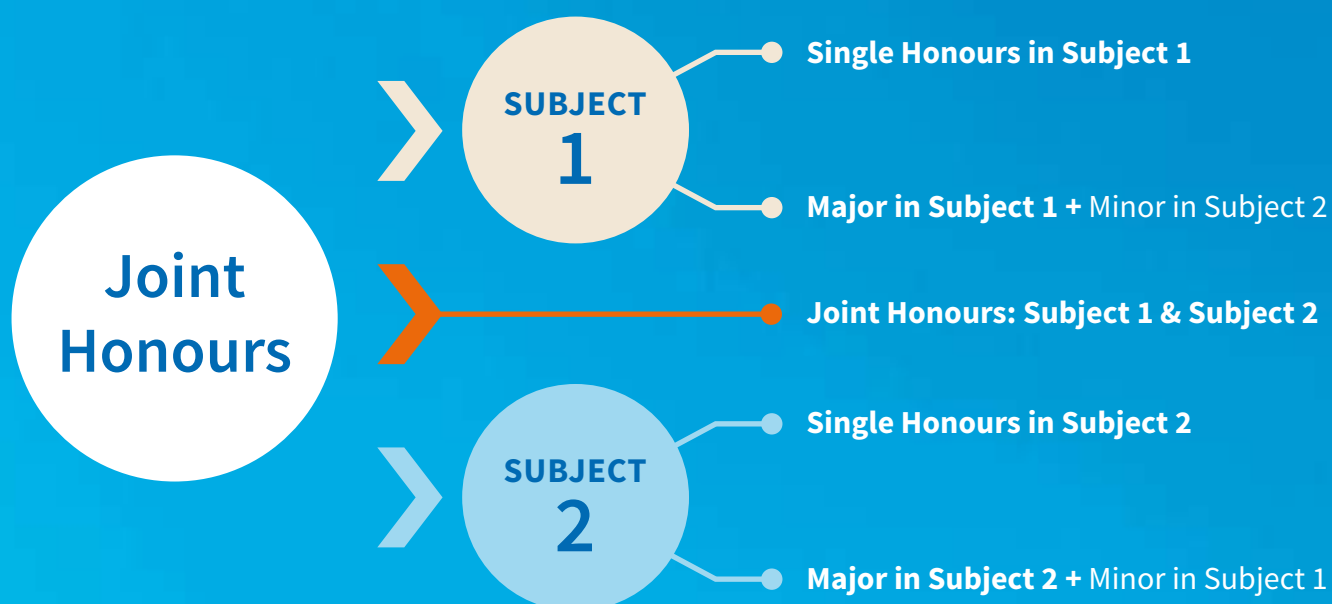 Joint
Honours
SUBJECT
1
Single Honours in Subject 1
Major in Subject 1 + Minor in Subject 2
Joint Honours: Subject 1 & Subject 2
SUBJECT
2
Single Honours in Subject 2
Major in Subject 2 + Minor in Subject 1